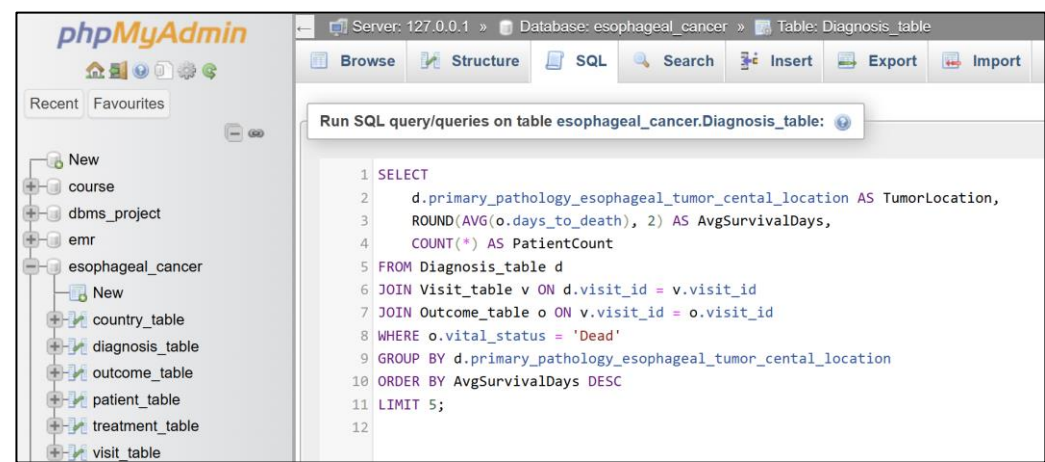 phpMyAdmin
Recent Favourites
New
course
dbms_project
emr
esophageal_cancer
New
country_table
diagnosis_table
outcome_table
patient_table
treatment_table
visit_table
Server: 127.0.0.1 » Database: esophageal_cancer » Table: Diagnosis_table
Browse Structure SQL Search Insert Export Import
Run SQL query/queries on table esophageal_cancer.Diagnosis_table:
1 SELECT
2 d.primary_pathology_esophageal_tumor_cental_location AS TumorLocation,
3 ROUND(AVG(o.days_to_death), 2) AS AvgSurvivalDays,
4 COUNT(*) AS PatientCount
5 FROM Diagnosis_table d
6 JOIN Visit_table v ON d.visit_id = v.visit_id
7 JOIN Outcome_table o ON v.visit_id = o.visit_id
8 WHERE o.vital_status = 'Dead'
9 GROUP BY d.primary_pathology_esophageal_tumor_cental_location
10 ORDER BY AvgSurvivalDays DESC
11 LIMIT 5;
12